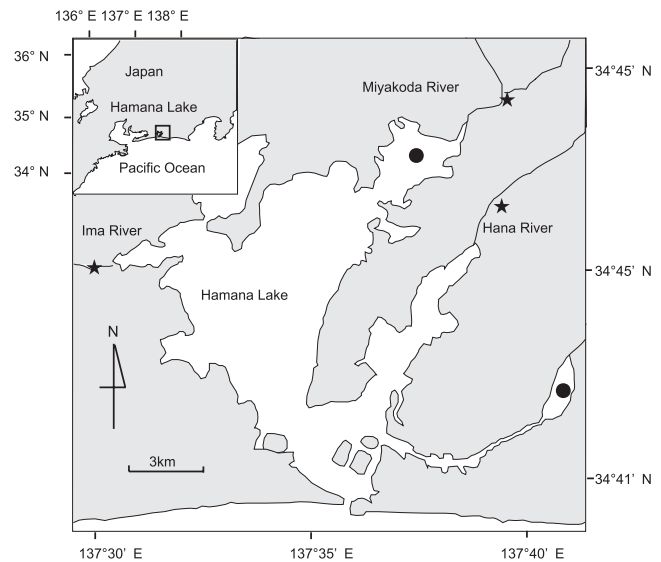 136° E 137° E 138° E
36° N
35° N
34° N
Japan
Hamana Lake
Pacific Ocean
Miyakoda River
34°45' N
Ima River
Hana River
34°45' N
Hamana Lake
N
3km
34°41' N
137°30' E
137°35' E
137°40' E